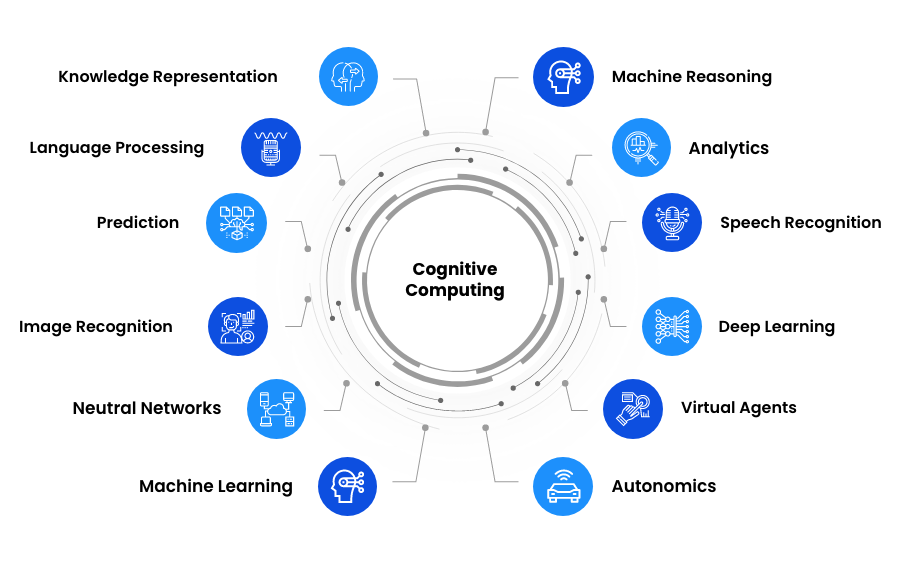 Knowledge Representation
Machine Reasoning
Language Processing
Analytics
Prediction
Speech Recognition
Cognitive
Computing
Image Recognition
Deep Learning
Neutral Networks
Virtual Agents
Machine Learning
Autonomics